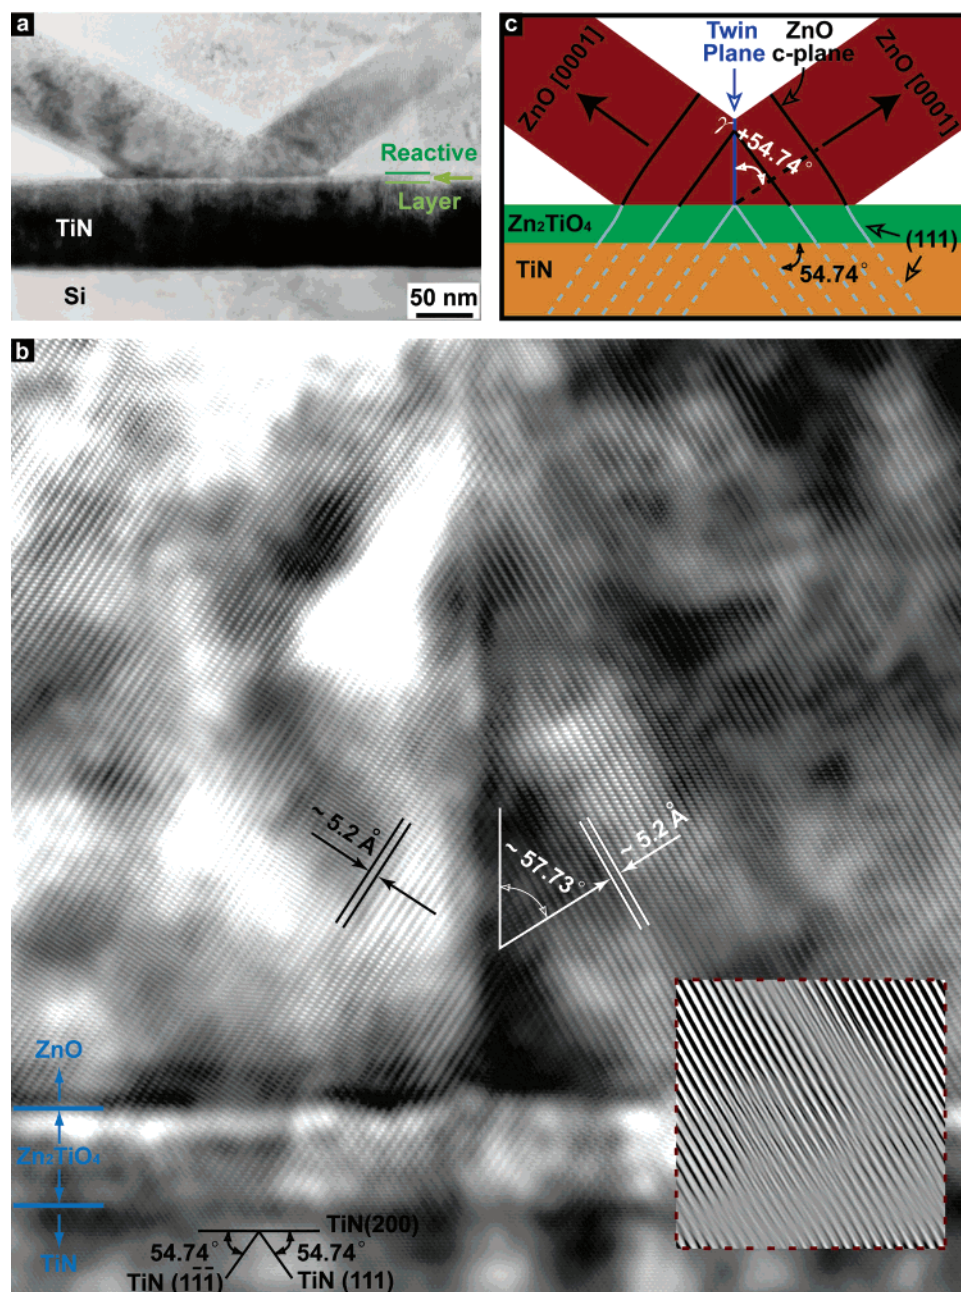 a
Reactive
Layer
TiN
Si
50 nm
c
Twin
Plane
ZnO
c-plane
ZnO [0001]
ZnO [0001]
γ
+54.74°
Zn₂TiO₄
(111)
TiN
54.74°
b
~ 5.2 Å
~ 5.2 Å
~ 57.73°
ZnO
Zn₂TiO₄
TiN
TiN(200)
54.74°
54.74°
TiN (11̅1̅)
TiN (111)